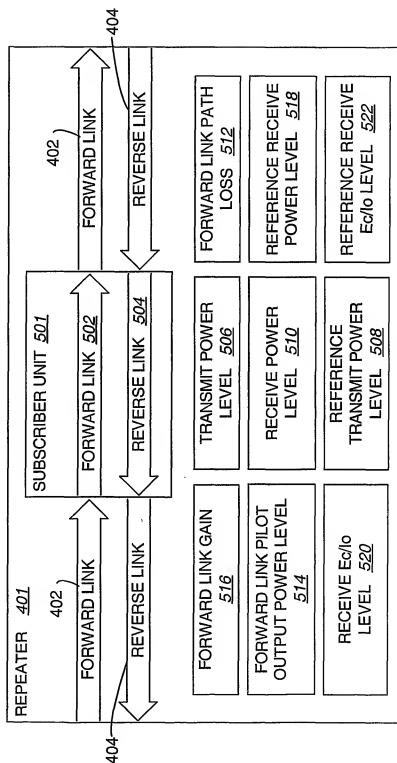 REPEATER 401
404
402
FORWARD LINK
REVERSE LINK
SUBSCRIBER UNIT 501
FORWARD LINK 502
REVERSE LINK 504
402
FORWARD LINK
REVERSE LINK
404
FORWARD LINK GAIN
516
TRANSMIT POWER
LEVEL 506
FORWARD LINK PATH
LOSS 512
FORWARD LINK PILOT
OUTPUT POWER LEVEL
514
RECEIVE POWER
LEVEL 510
REFERENCE RECEIVE
POWER LEVEL 518
RECEIVE Ec/Io
LEVEL 520
REFERENCE
TRANSMIT POWER
LEVEL 508
REFERENCE RECEIVE
Ec/Io LEVEL 522